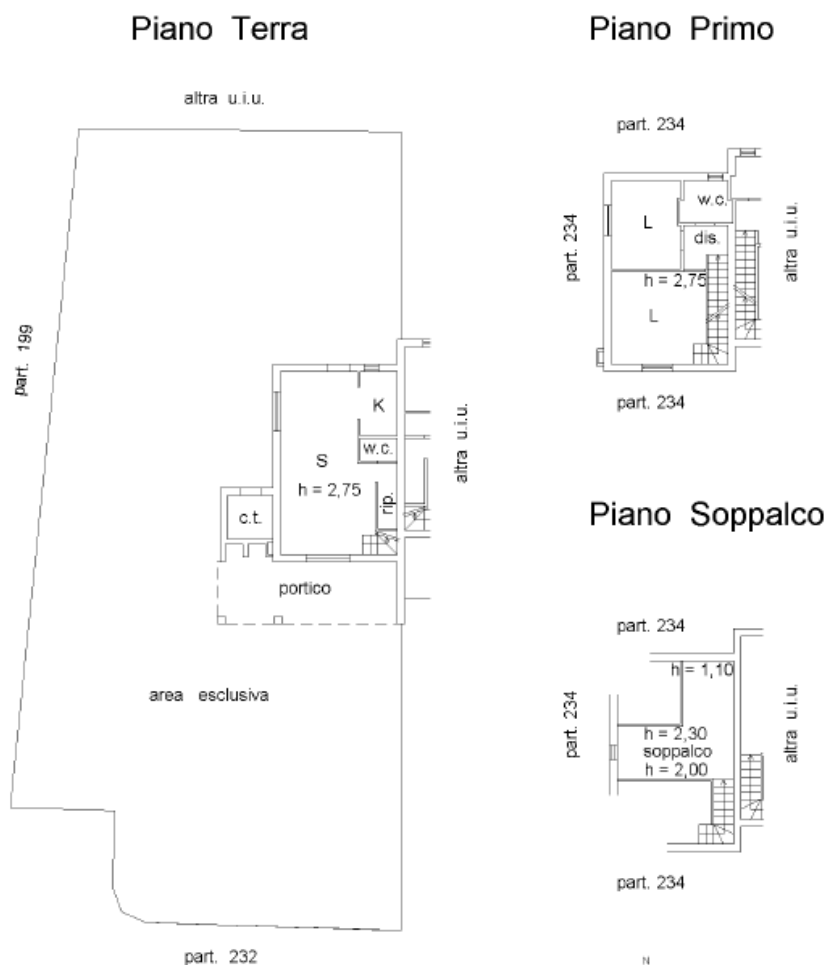 Piano Terra
altra u.i.u.
part. 199
K
w.c.
S
h = 2,75
rip.
c.t.
portico
altra u.i.u.
area esclusiva
part. 232
Piano Primo
part. 234
part. 234
w.c.
L
dis.
h = 2,75
L
altra u.i.u.
part. 234
Piano Soppalco
part. 234
h = 1,10
part. 234
h = 2,30
soppalco
h = 2,00
altra u.i.u.
part. 234
N